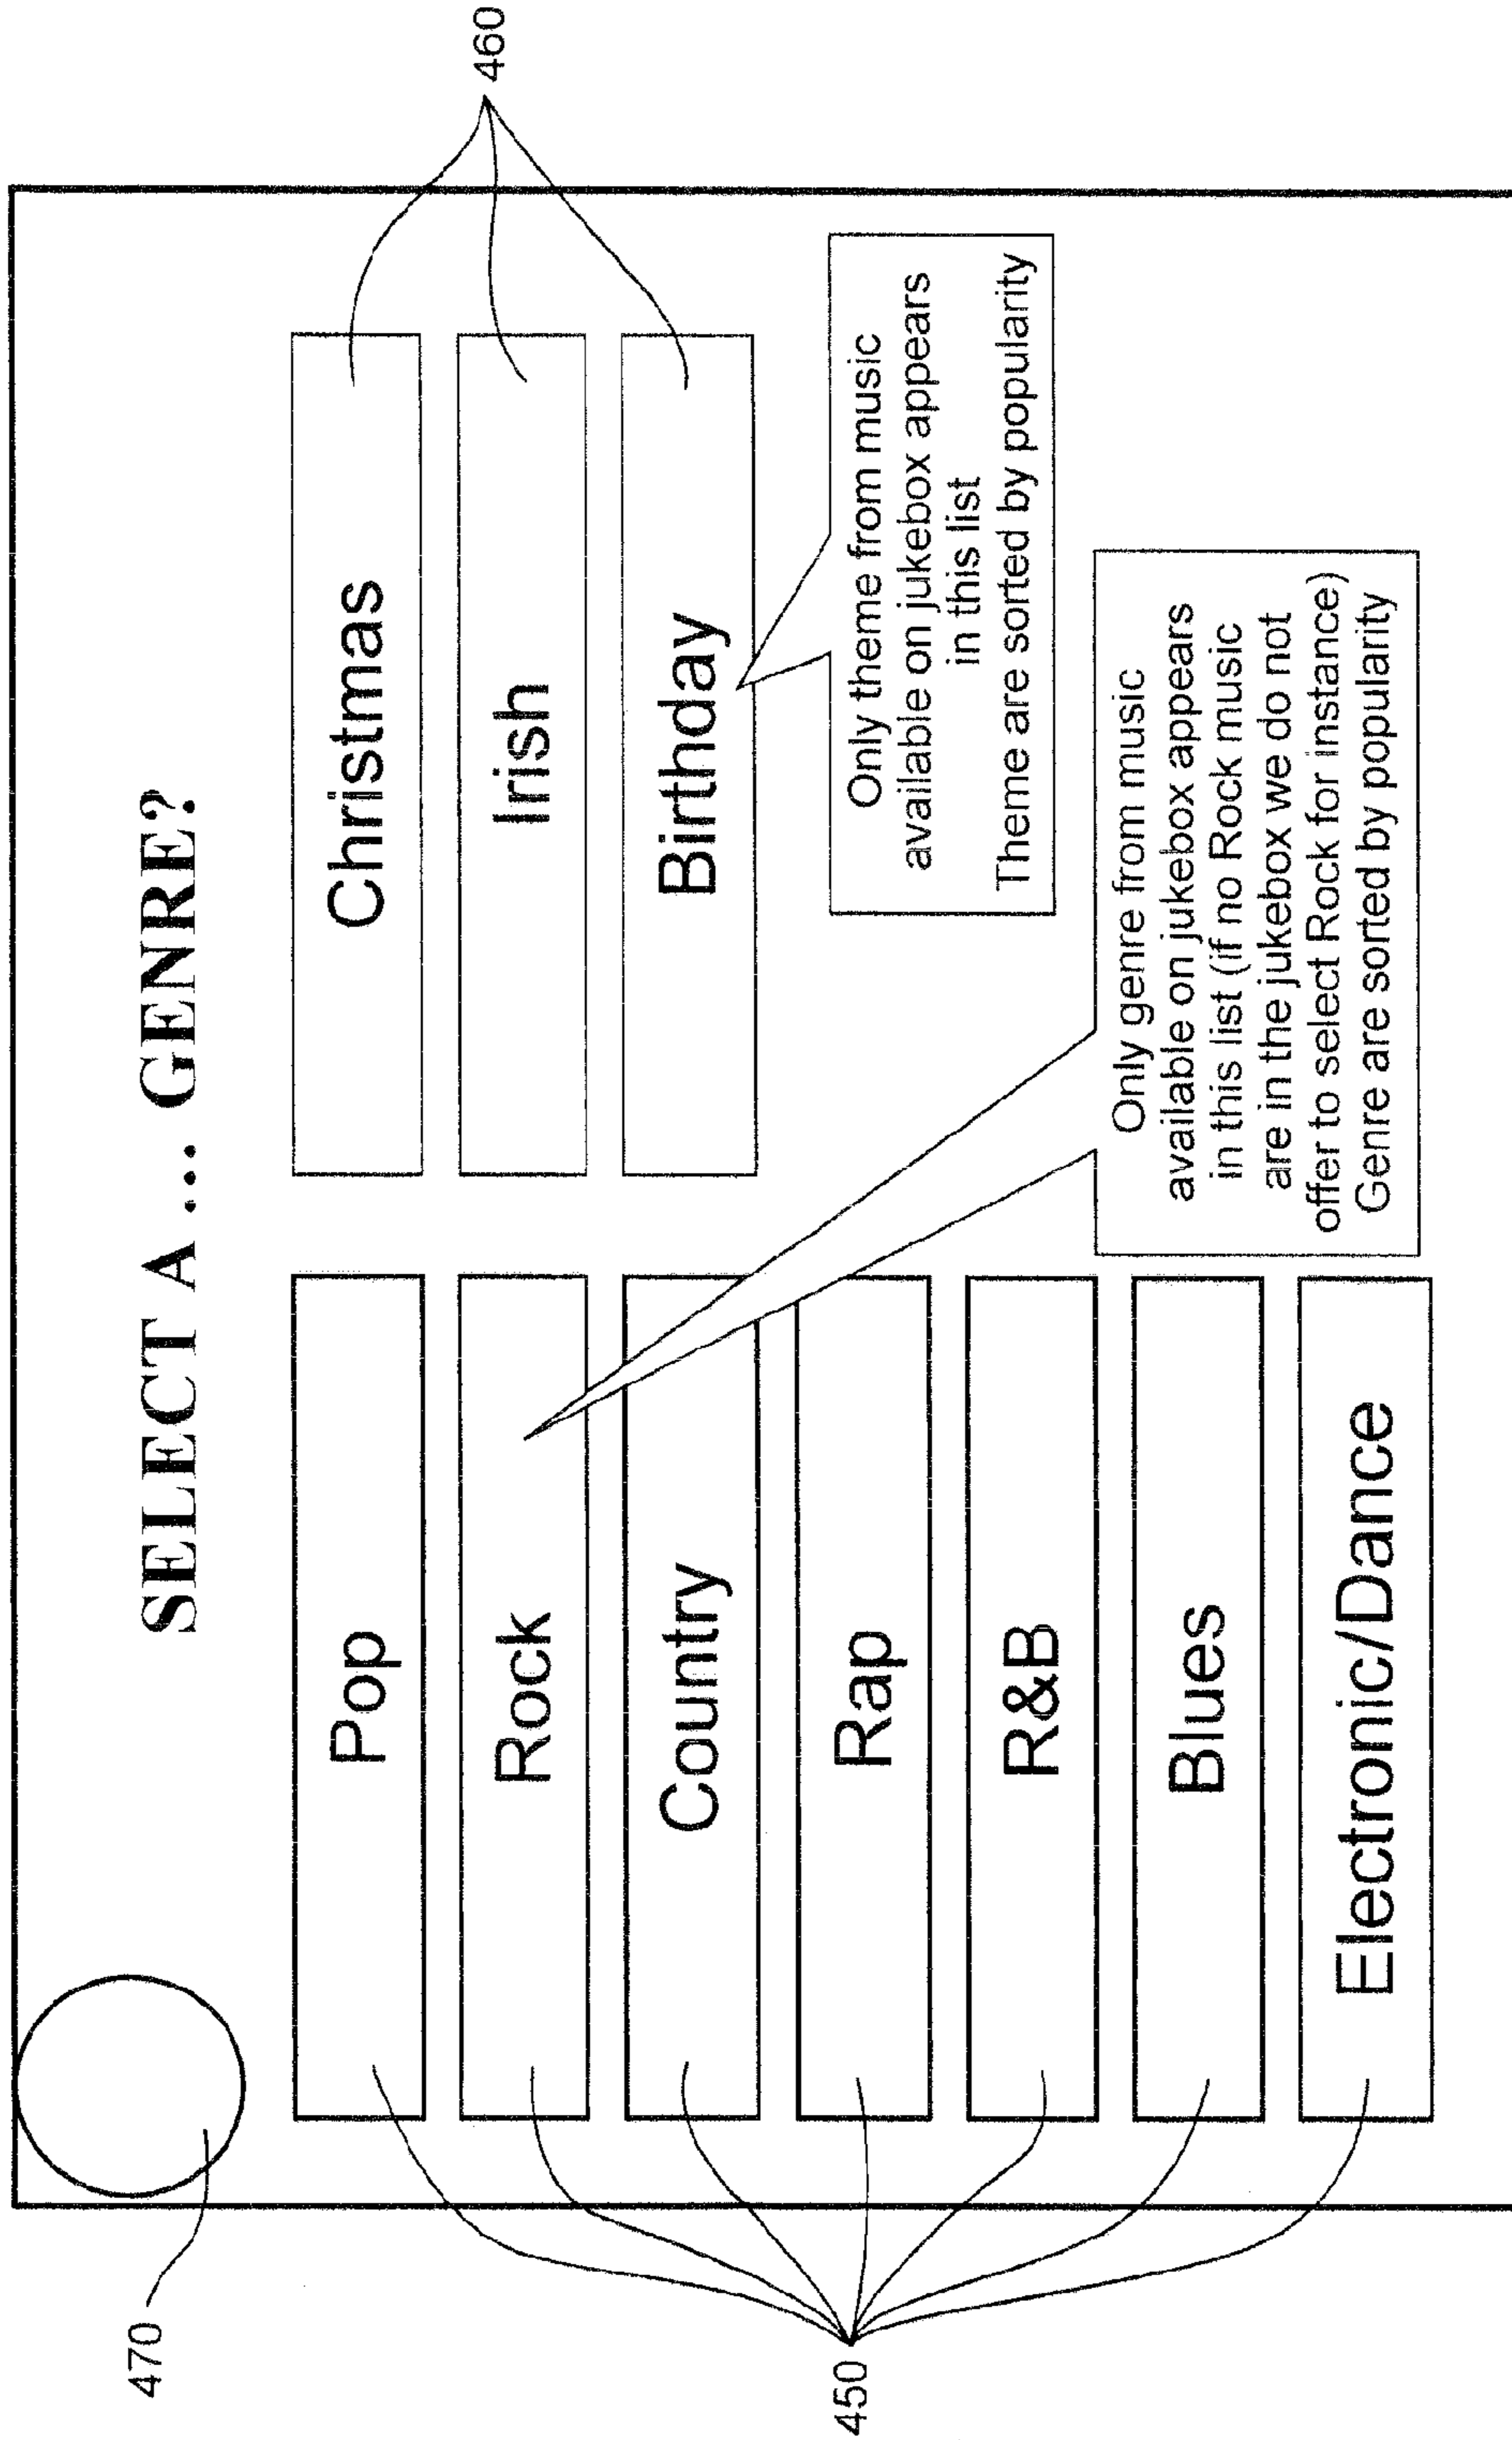 SELECT A... GENRE?
470
Pop
Rock
Country
Rap
R&B
Blues
Electronic/Dance
450
Christmas
Irish
Birthday
460
Only theme from music
available on jukebox appears
in this list
Theme are sorted by popularity
Only genre from music
available on jukebox appears
in this list (if no Rock music
are in the jukebox we do not
offer to select Rock for instance)
Genre are sorted by popularity